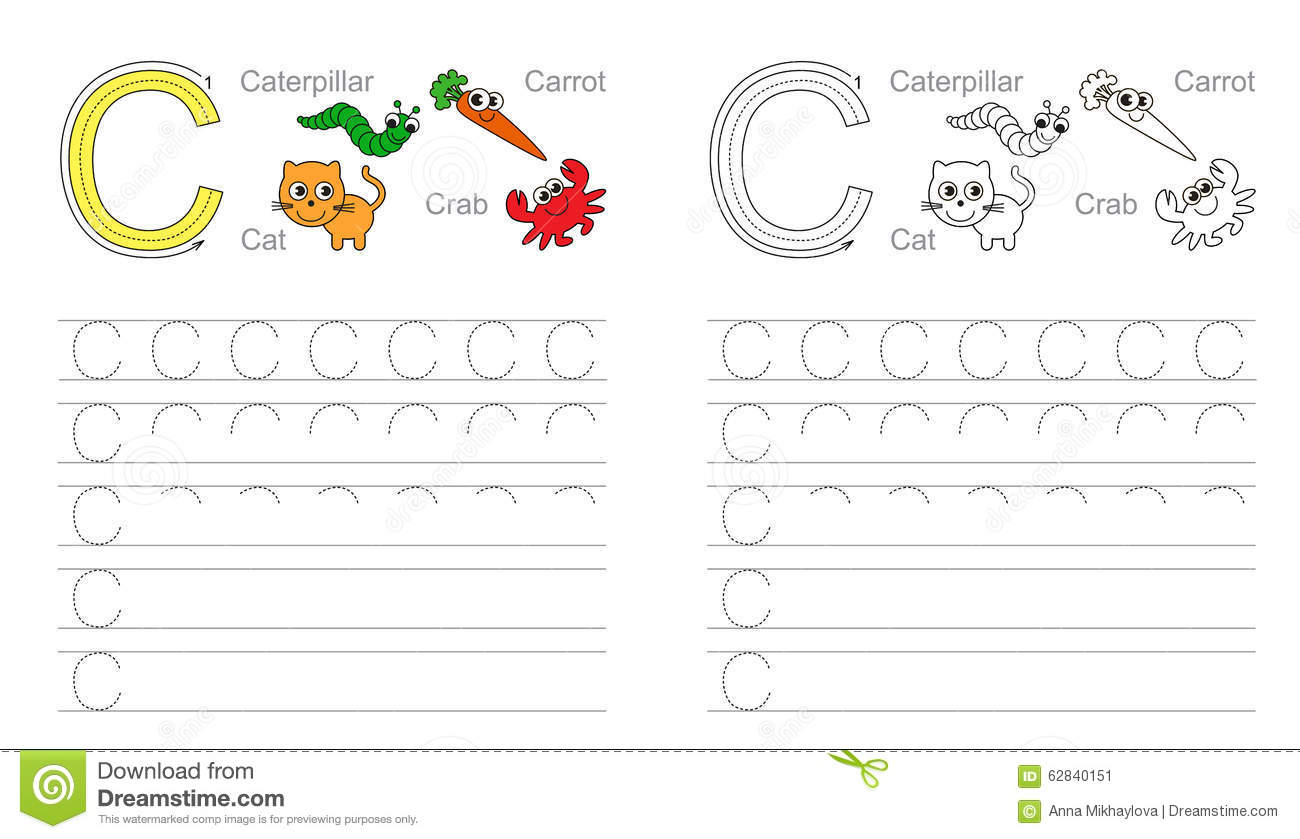 C 1 Caterpillar Carrot
Crab
Cat
C 1 Caterpillar Carrot
Crab
Cat
C C C C C C C
C
C
C
C
C C C C C C C
C
C
C
C
dreamstime
Download from
Dreamstime.com
This watermarked comp image is for previewing purposes only.
ID 62840151
© Anna Mikhaylova | Dreamstime.com